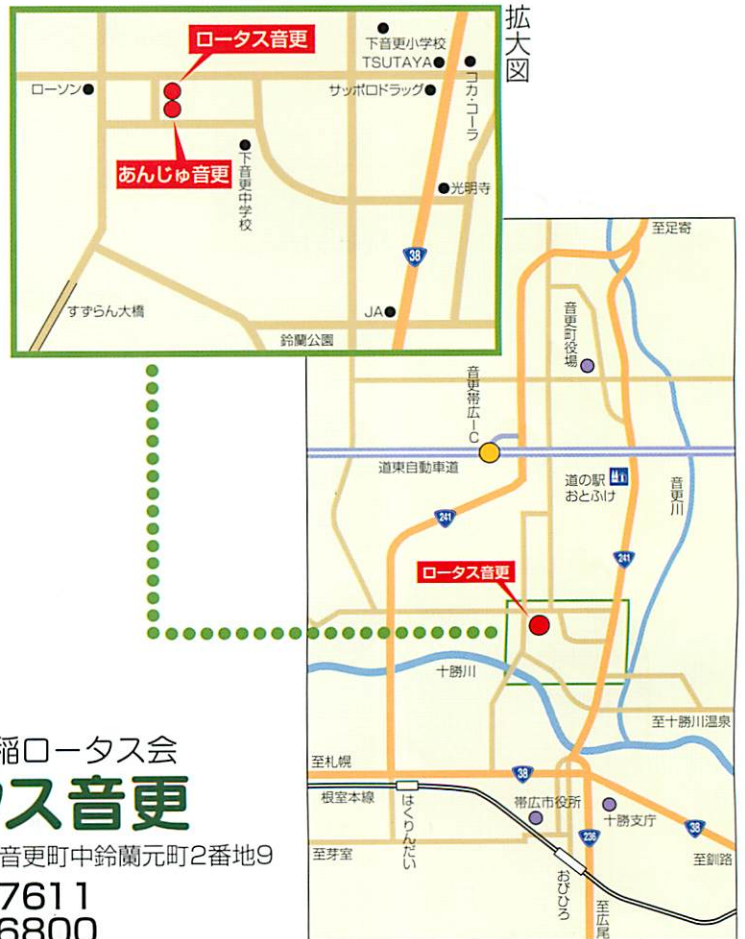 拡大図
ロータス音更
下音更小学校
TSUTAYA
コカ・コーラ
ローソン
サッポロドラッグ
あんじゅ音更
下音更中学校
光明寺
38
すずらん大橋
JA
鈴蘭公園
至足寄
音更町役場
音更帯広IC
道東自動車道
道の駅
おとふけ
音更川
241
241
ロータス音更
十勝川
至十勝川温泉
至札幌
38
根室本線
はくりんだい
帯広市役所
十勝支庁
38
236
至芽室
至釧路
おびひろ
至広尾
稲ロータス会
ス音更
音更町中鈴蘭元町2番地9
7611
6800